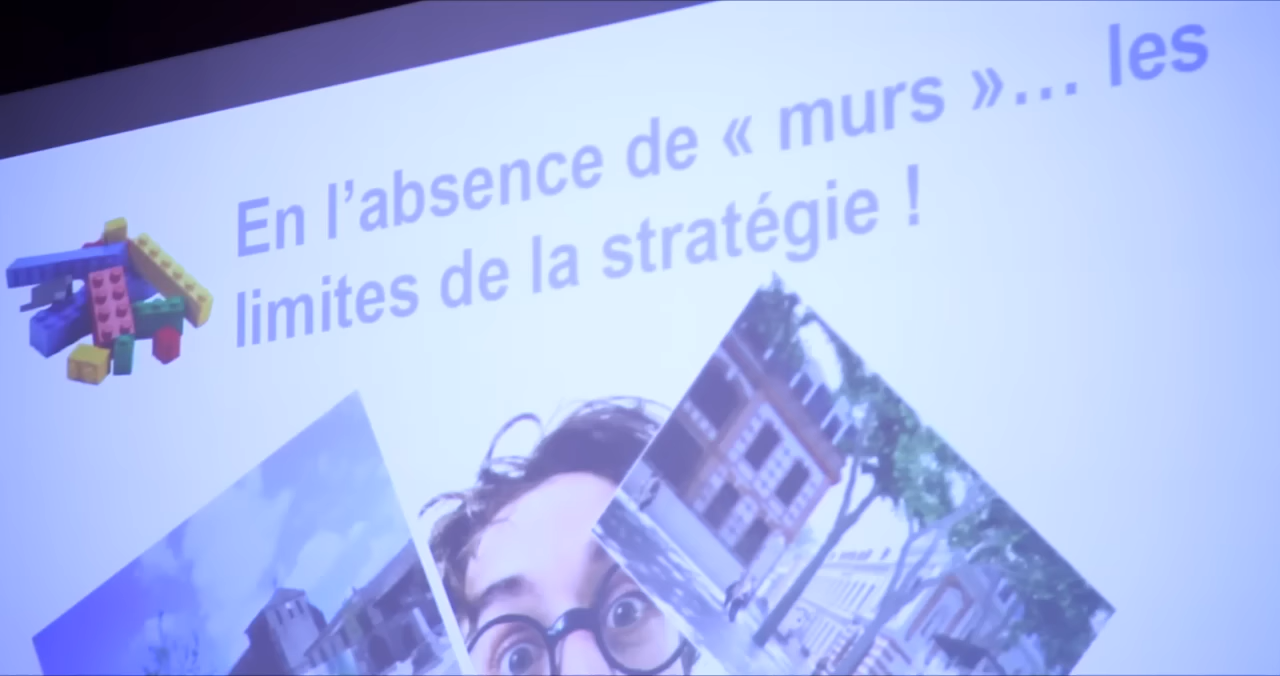 En l’absence de « murs »… les
limites de la stratégie !